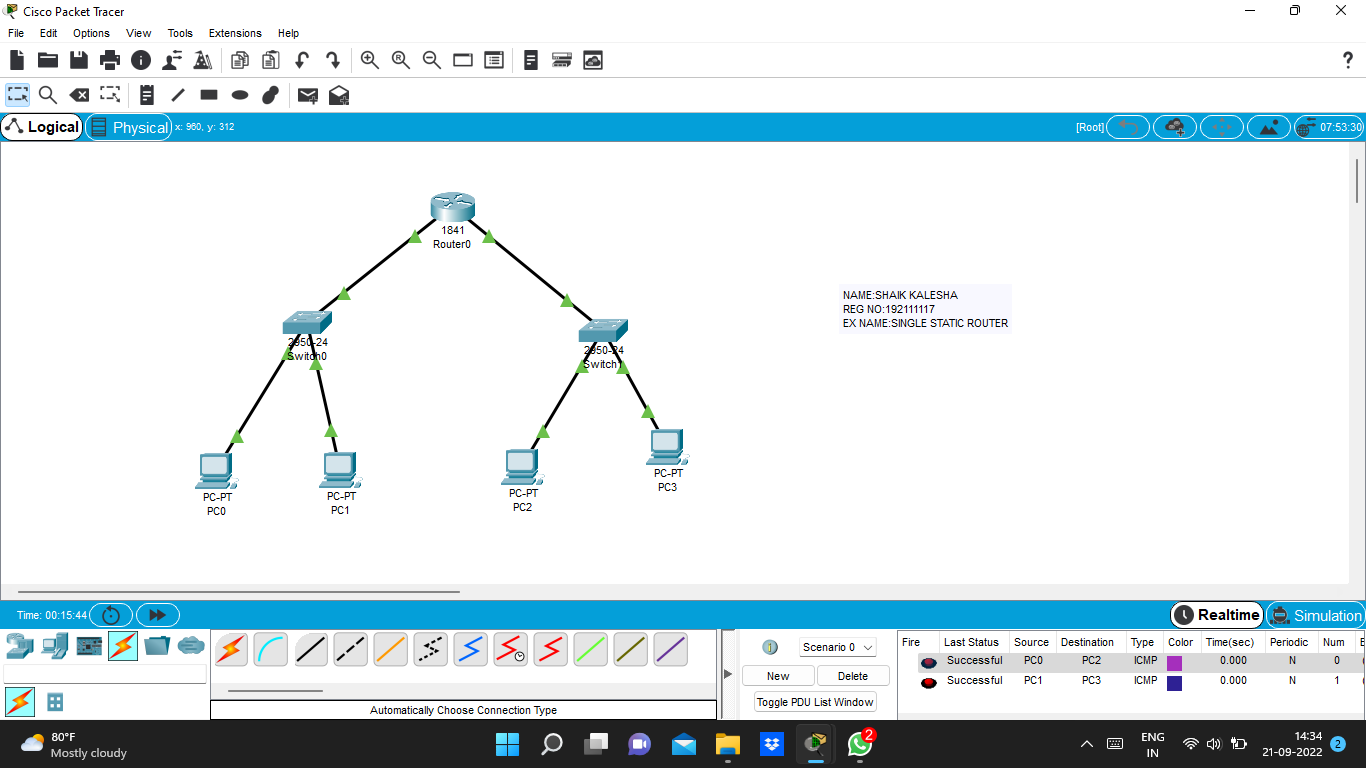 Cisco Packet Tracer
File Edit Options View Tools Extensions Help
Logical Physical x: 960, y: 312 [Root] 07:53:30
1841
Router0
NAME:SHAIK KALESHA
REG NO:192111117
EX NAME:SINGLE STATIC ROUTER
2950-24
Switch0
2950-24
Switch1
PC-PT
PC0
PC-PT
PC1
PC-PT
PC2
PC-PT
PC3
Time: 00:15:44 Realtime Simulation
Scenario 0
New Delete
Toggle PDU List Window
Fire Last Status Source Destination Type Color Time(sec) Periodic Num E
Successful PC0 PC2 ICMP 0.000 N 0 (
Successful PC1 PC3 ICMP 0.000 N 1 (
Automatically Choose Connection Type
80°F
Mostly cloudy
2
ENG
IN
14:34
21-09-2022
2